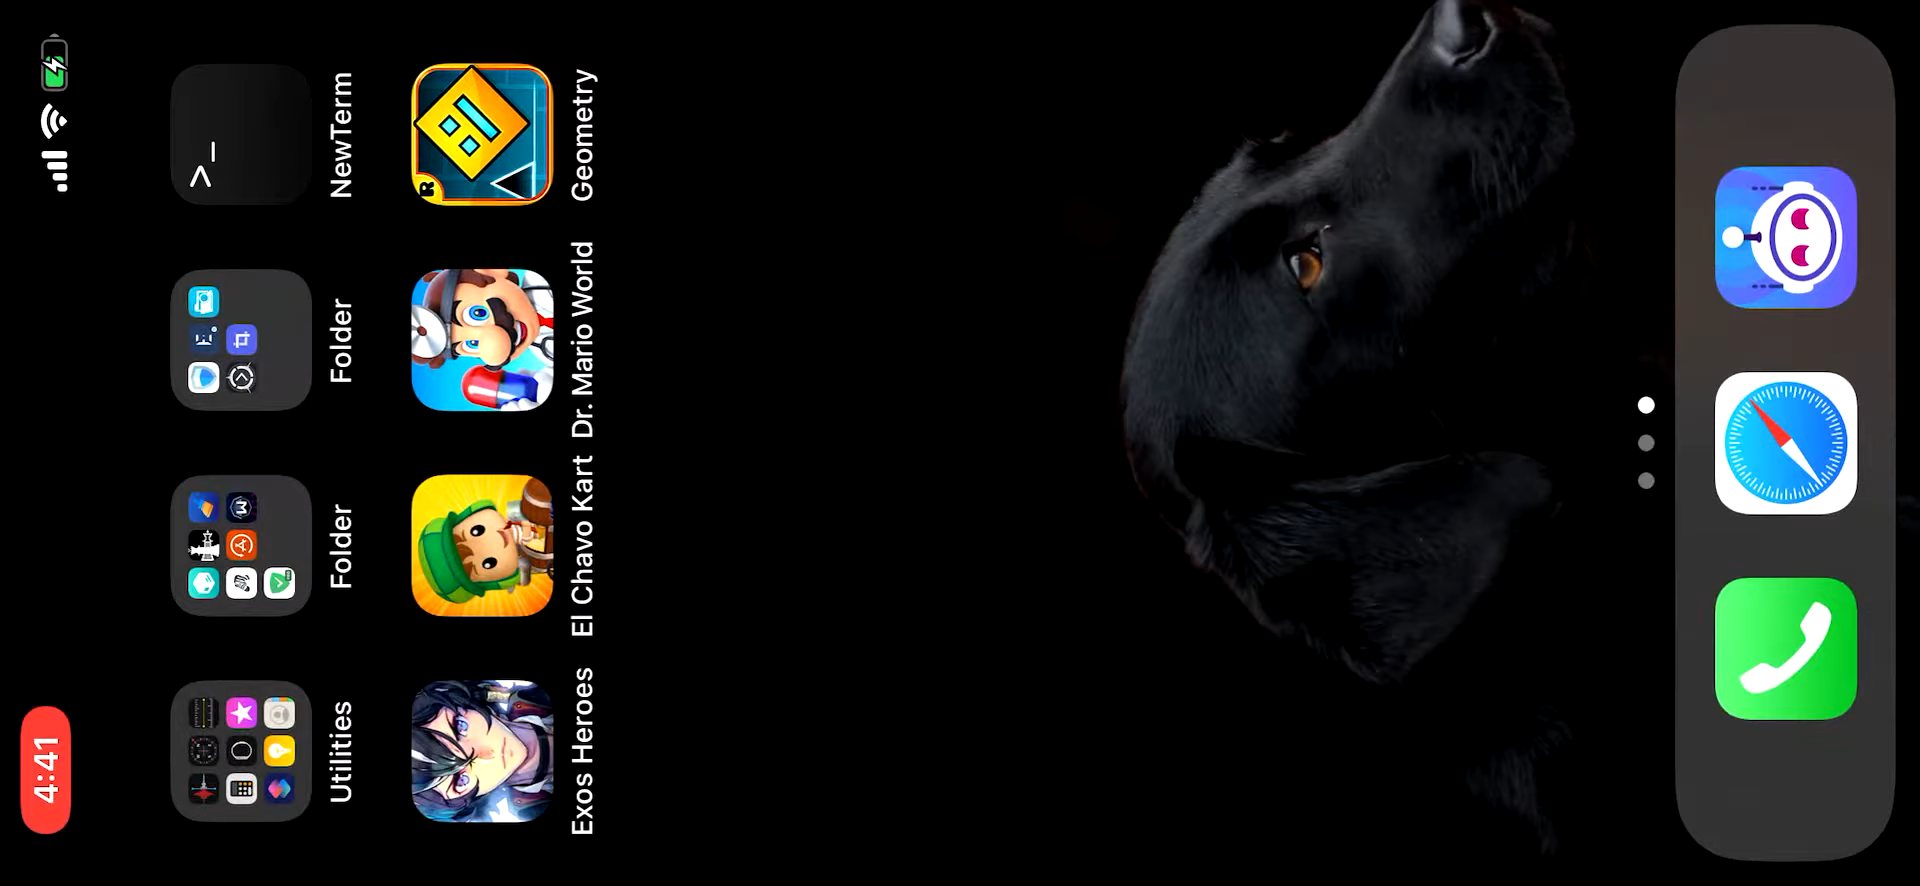 4:41
Utilities
Folder
Folder
NewTerm
Exos Heroes
El Chavo Kart
Dr. Mario World
Geometry